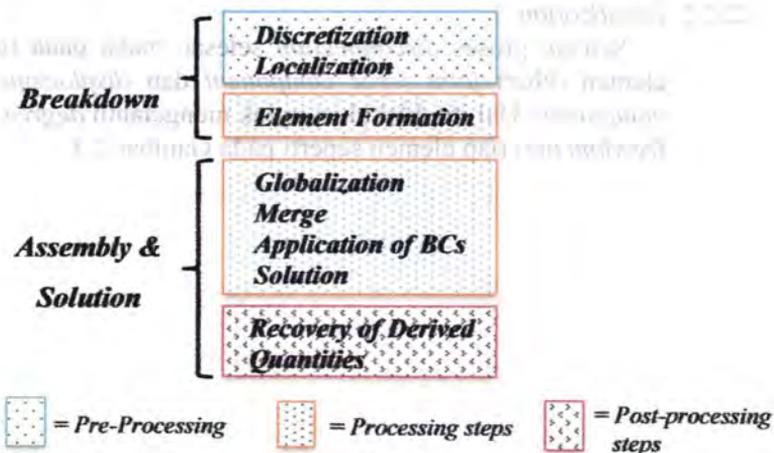 Discretization
Localization
Breakdown
Element Formation
Globalization
Merge
Application of BCs
Solution
Assembly &
Solution
Recovery of Derived
Quantities
= Pre-Processing
= Processing steps
= Post-processing
steps